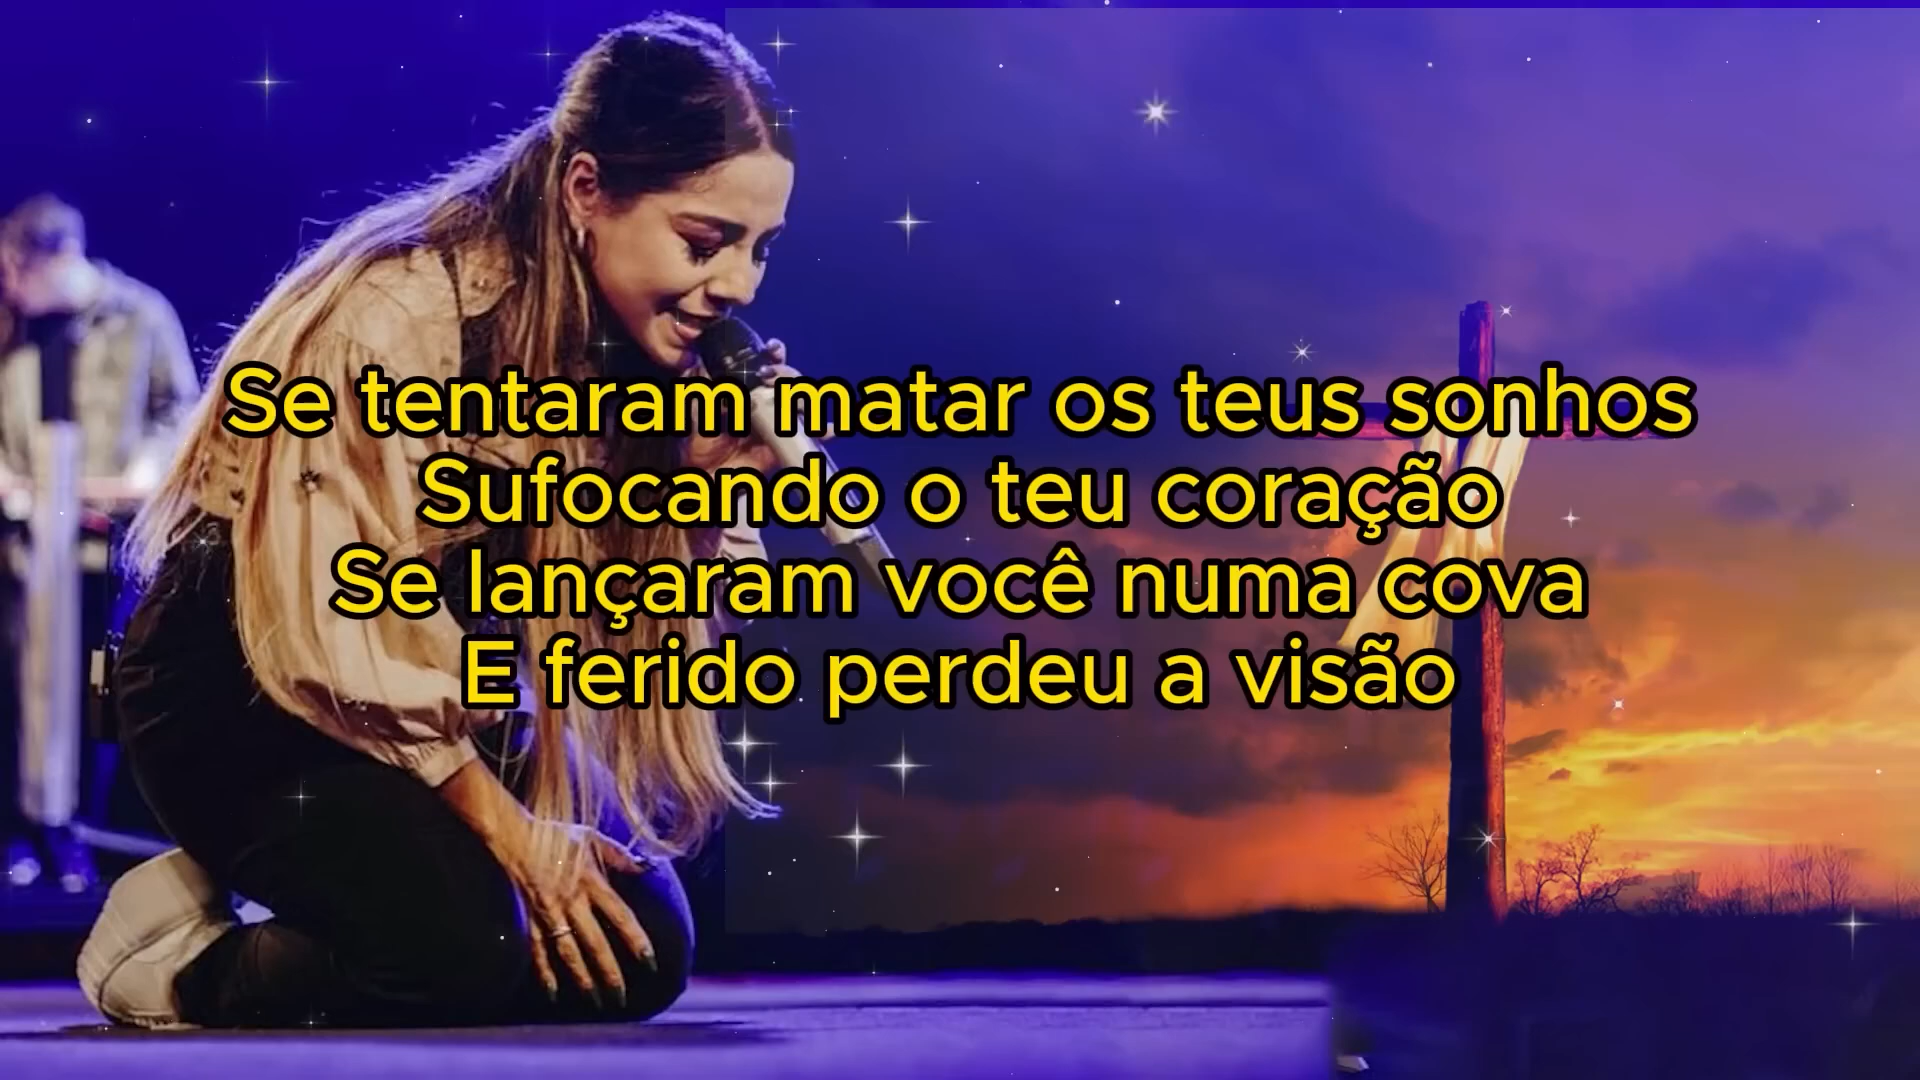 Se tentaram matar os teus sonhos
Sufocando o teu coração
Se lançaram você numa cova
E ferido perdeu a visão